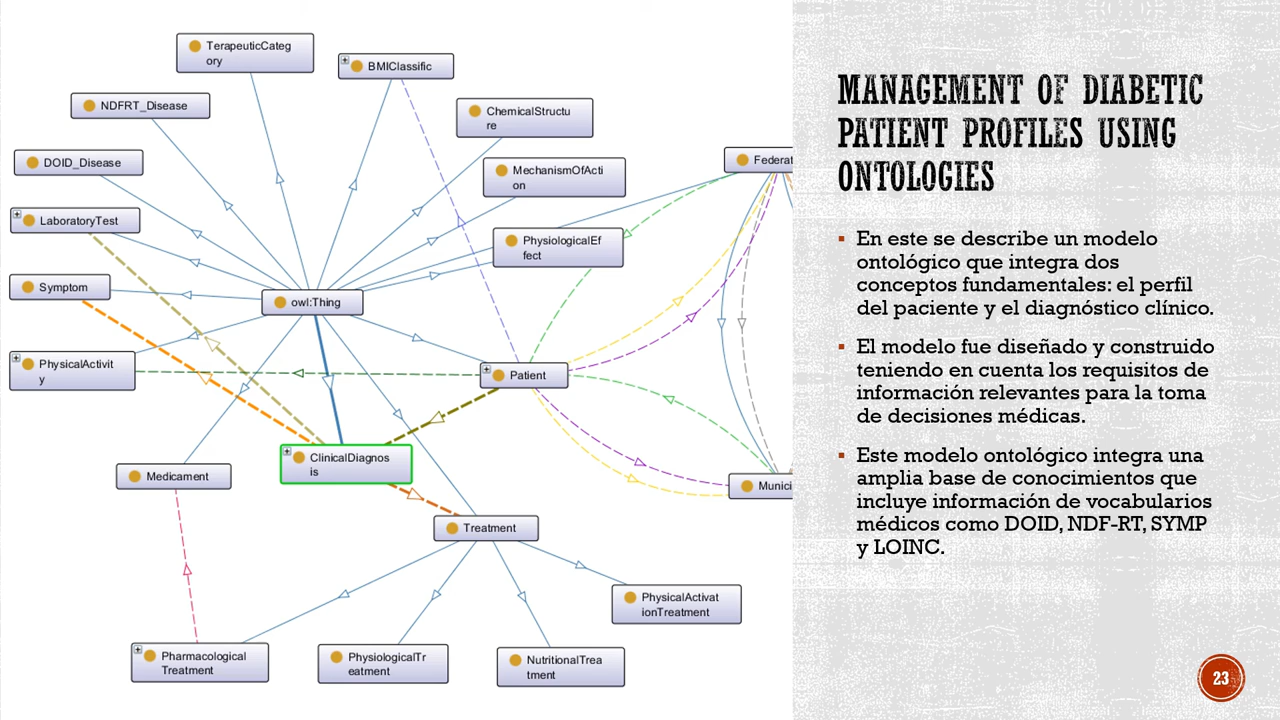 TerapeuticCateg
ory
BMIClassific
NDFRT_Disease
ChemicalStructu
re
DOID_Disease
MechanismOfActi
on
Federat
LaboratoryTest
PhysiologicalEf
fect
Symptom
owl:Thing
PhysicalActivit
y
Patient
ClinicalDiagnos
is
Medicament
Munici
Treatment
PhysicalActivat
ionTreatment
Pharmacological
Treatment
PhysiologicalTr
eatment
NutritionalTrea
tment
MANAGEMENT OF DIABETIC
PATIENT PROFILES USING
ONTOLOGIES
▪ En este se describe un modelo
ontológico que integra dos
conceptos fundamentales: el perfil
del paciente y el diagnóstico clínico.
▪ El modelo fue diseñado y construido
teniendo en cuenta los requisitos de
información relevantes para la toma
de decisiones médicas.
▪ Este modelo ontológico integra una
amplia base de conocimientos que
incluye información de vocabularios
médicos como DOID, NDF-RT, SYMP
y LOINC.
23